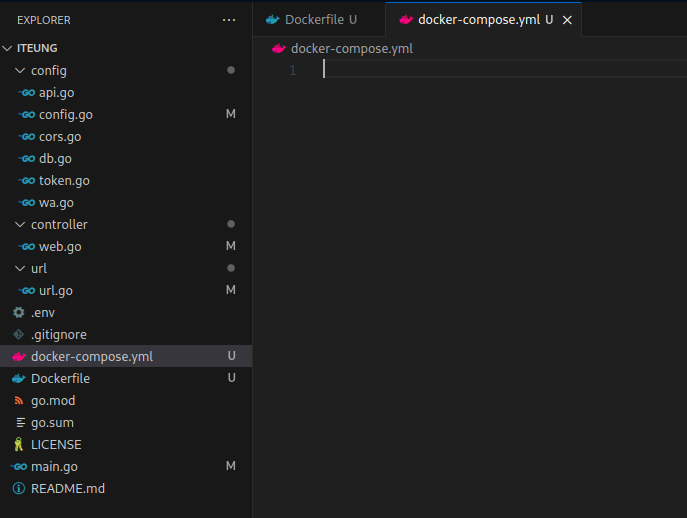 EXPLORER ···
ITEUNG
config
GO api.go
GO config.go M
GO cors.go
GO db.go
GO token.go
GO wa.go
controller
GO web.go M
url
GO url.go M
.env
.gitignore
docker-compose.yml U
Dockerfile U
go.mod
go.sum
LICENSE
GO main.go M
README.md
Dockerfile U
docker-compose.yml U
docker-compose.yml
1